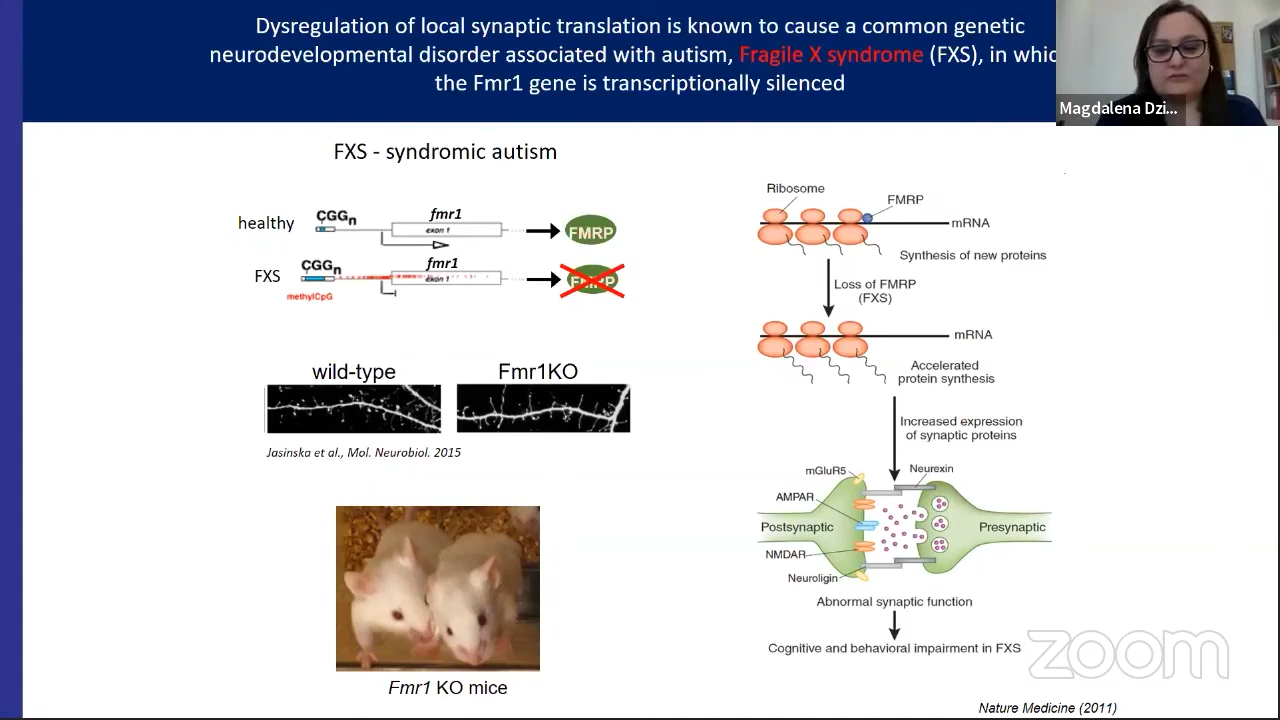 Dysregulation of local synaptic translation is known to cause a common genetic
neurodevelopmental disorder associated with autism, Fragile X syndrome (FXS), in whic
the Fmr1 gene is transcriptionally silenced
Magdalena Dzi...
FXS - syndromic autism
healthy
CGGn
fmr1
exon 1
FMRP
FXS
CGGn
fmr1
exon 1
FMRP
methylCpG
wild-type
Fmr1KO
Jasinska et al., Mol. Neurobiol. 2015
Fmr1 KO mice
Ribosome
FMRP
mRNA
Synthesis of new proteins
Loss of FMRP
(FXS)
mRNA
Accelerated
protein synthesis
Increased expression
of synaptic proteins
mGluR5
Neurexin
AMPAR
Postsynaptic
Presynaptic
NMDAR
Neuroligin
Abnormal synaptic function
Cognitive and behavioral impairment in FXS
zoom
Nature Medicine (2011)